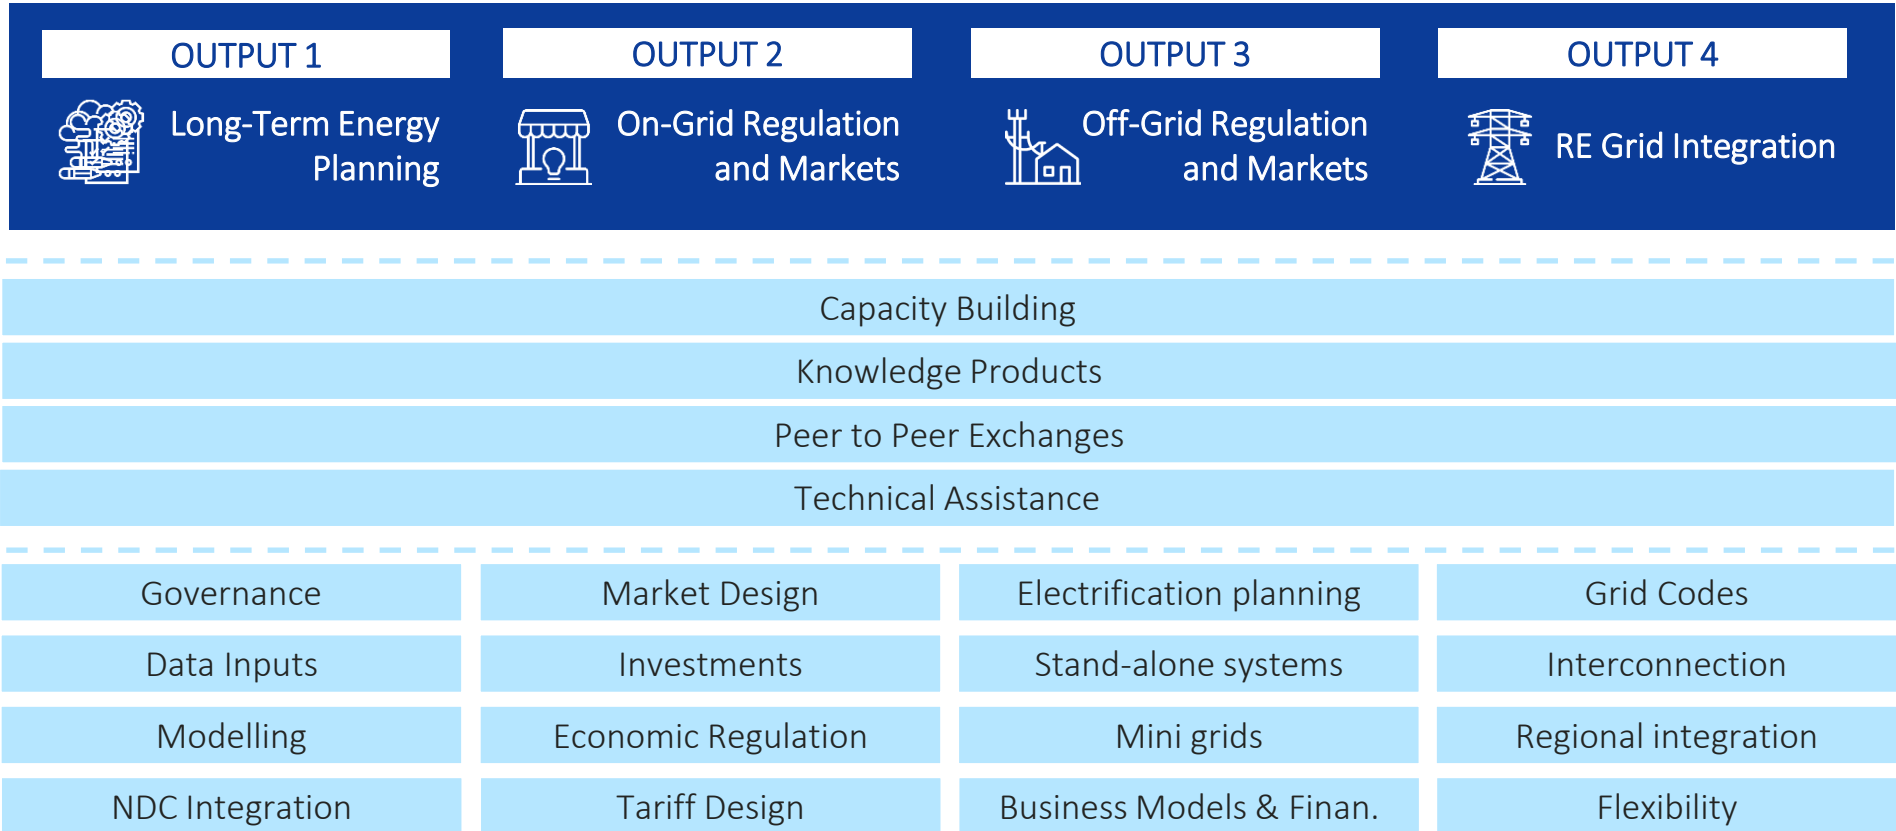 OUTPUT 1
Long-Term Energy
Planning
OUTPUT 2
On-Grid Regulation
and Markets
OUTPUT 3
Off-Grid Regulation
and Markets
OUTPUT 4
RE Grid Integration
Capacity Building
Knowledge Products
Peer to Peer Exchanges
Technical Assistance
Governance
Data Inputs
Modelling
NDC Integration
Market Design
Investments
Economic Regulation
Tariff Design
Electrification planning
Stand-alone systems
Mini grids
Business Models & Finan.
Grid Codes
Interconnection
Regional integration
Flexibility